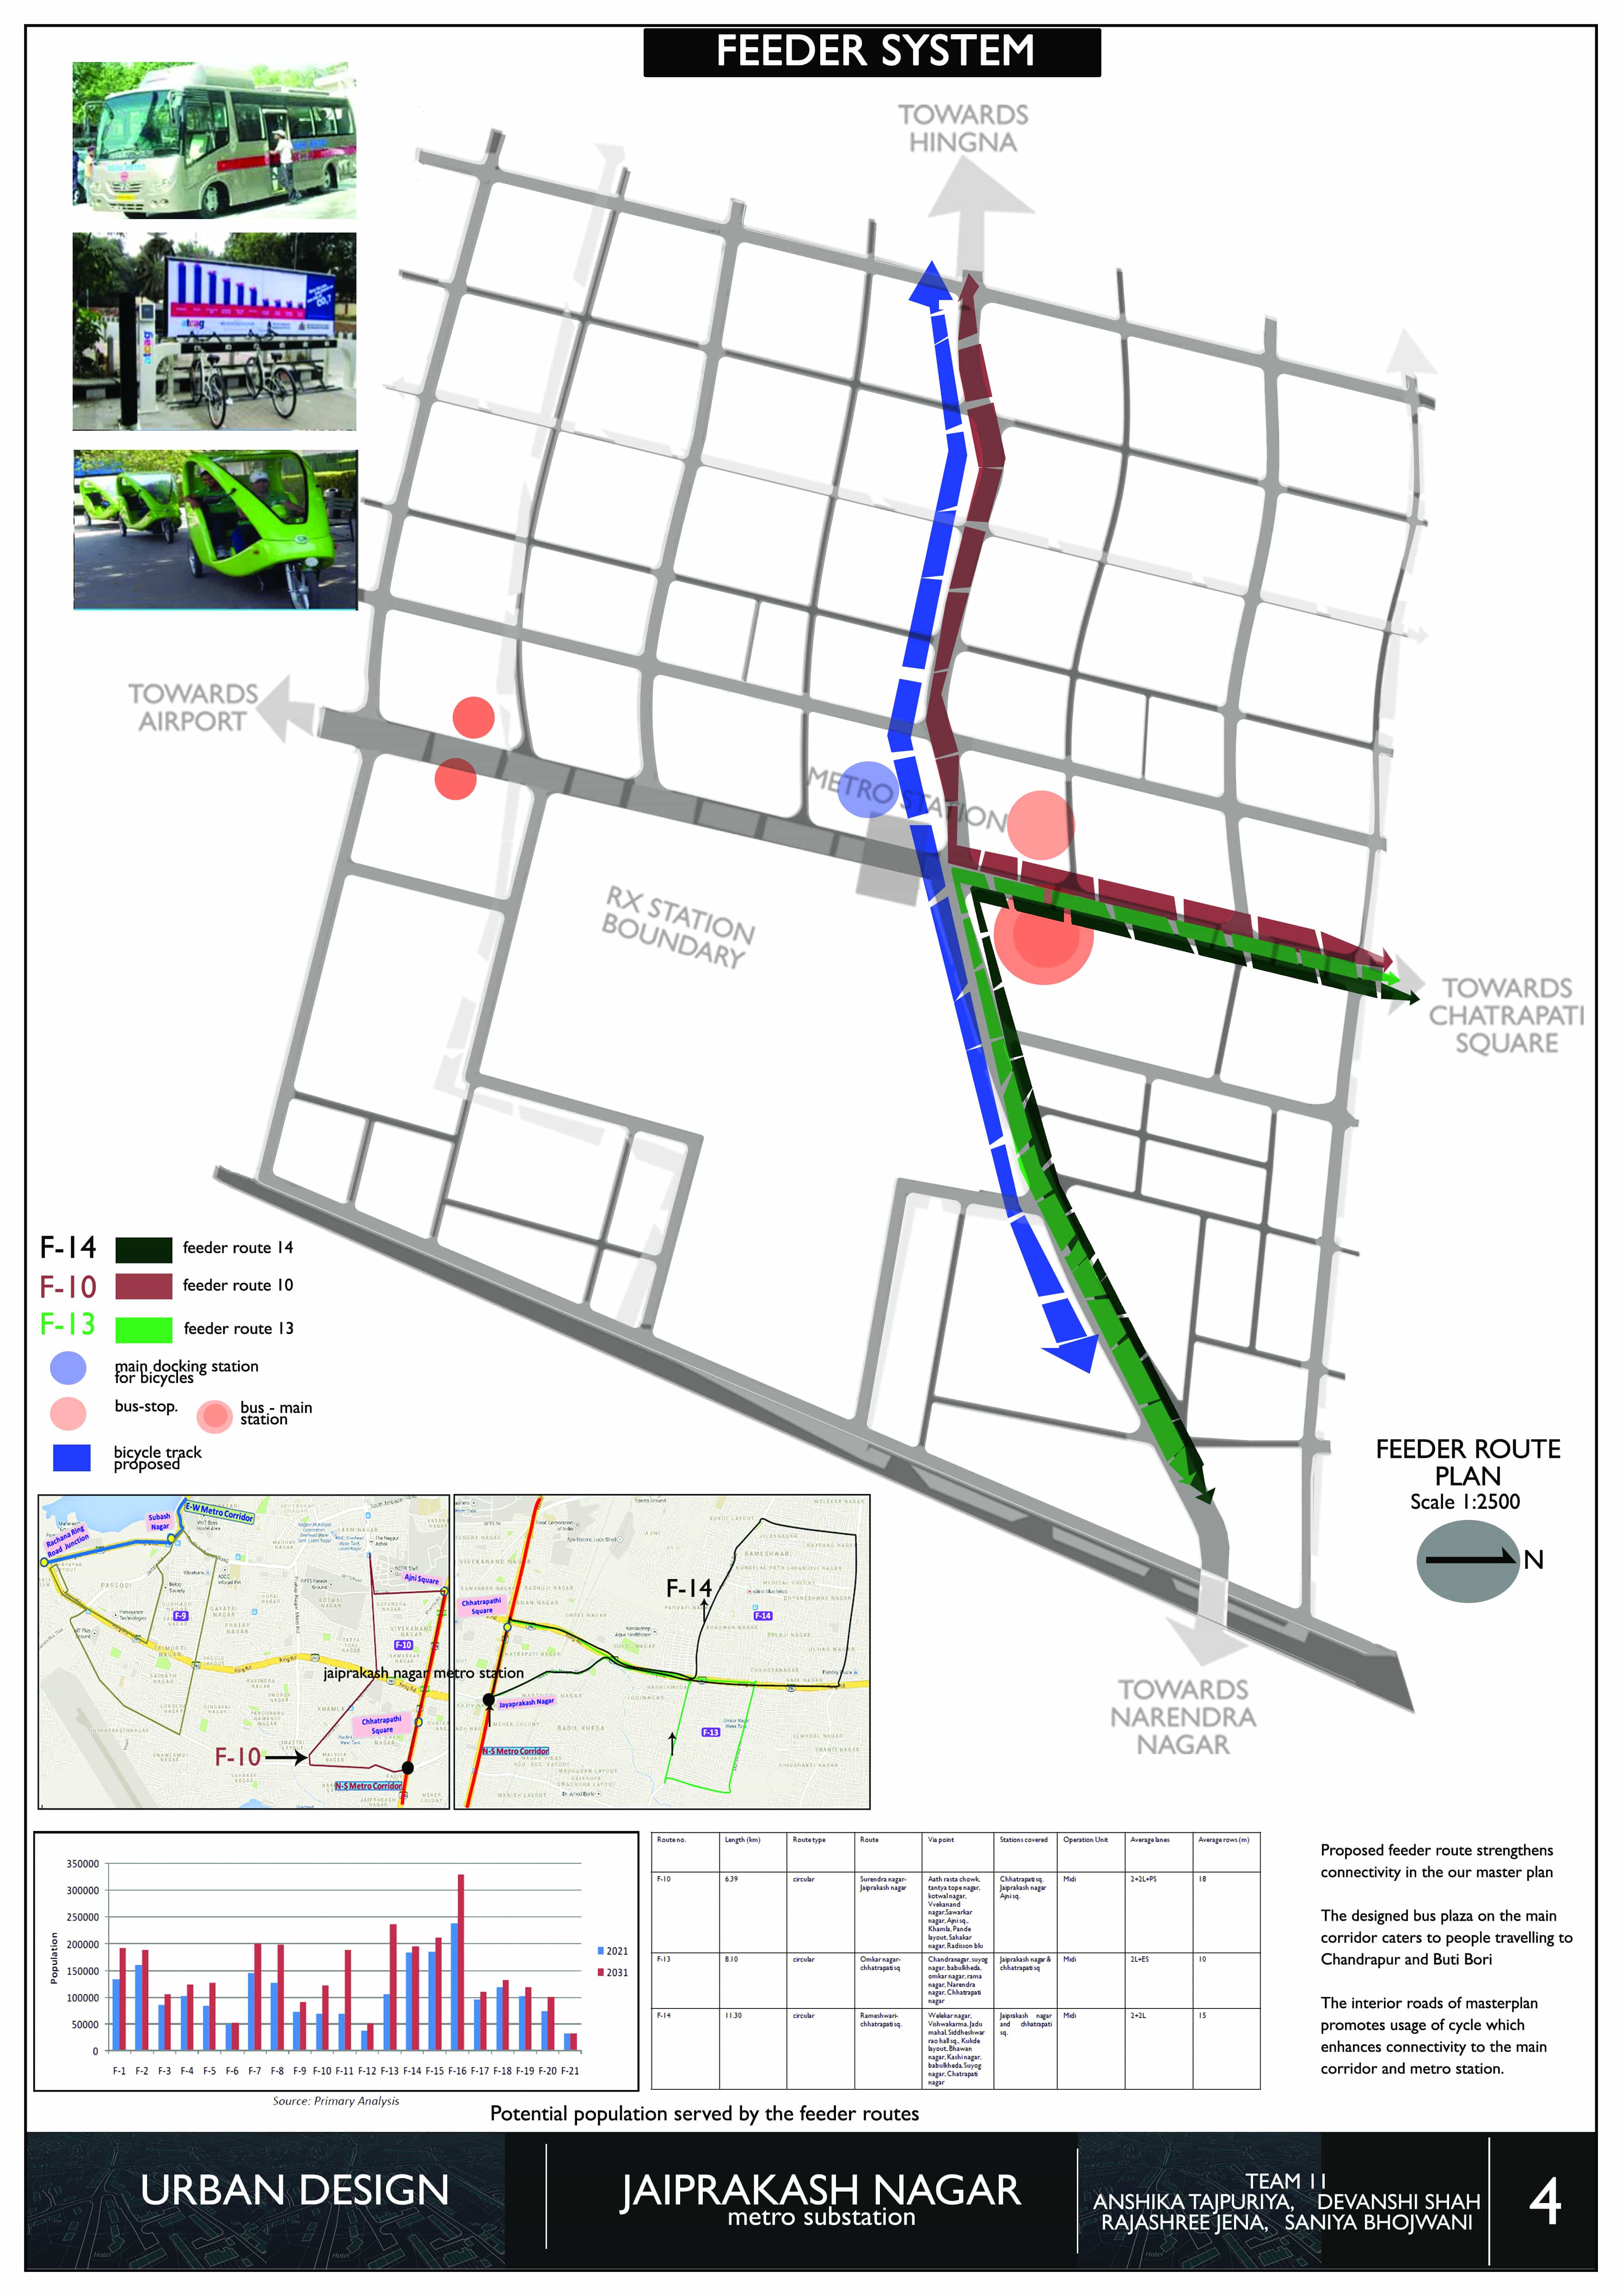 FEEDER SYSTEM
TOWARDS
HINGNA
TOWARDS
AIRPORT
METRO STATION
RX STATION
BOUNDARY
TOWARDS
CHATRAPATI
SQUARE
F-14 feeder route 14
F-10 feeder route 10
F-13 feeder route 13
main docking station
for bicycles
bus-stop.
bus - main
station
bicycle track
proposed
FEEDER ROUTE
PLAN
Scale 1:2500
N
TOWARDS
NARENDRA
NAGAR
E-W Metro Corridor
Subash
Nagar
Rachana Ring
Road Junction
Ajni Square
F-9
F-10
jaiprakash nagar metro station
Chhatrapathi
Square
F-10
N-S Metro Corridor
F-14
Chhatrapathi
Square
F-14
Jayaprakash Nagar
F-13
N-S Metro Corridor
Population
350000
300000
250000
200000
150000
100000
50000
0
F-1 F-2 F-3 F-4 F-5 F-6 F-7 F-8 F-9 F-10 F-11 F-12 F-13 F-14 F-15 F-16 F-17 F-18 F-19 F-20 F-21
2021
2031
Source: Primary Analysis
Route no. Length (km) Route type Route Via point Stations covered Operation Unit Average lanes Average rows (m)
F-10 6.39 circular Surendra nagar- Jaiprakash nagar Aath rasta chowk, tantya tope nagar, kotwal nagar, Vvekanand nagar,Sawarkar nagar, Ajni sq., Khamla, Pande layout, Sahakar nagar, Radisson blu Chhatrapati sq. Jaiprakash nagar Ajni sq. Midi 2+2L+PS 18
F-13 8.10 circular Omkar nagar- chhatrapati sq Chandranagar, suyog nagar, babulkheda, omkar nagar, rama nagar, Narendra nagar, Chhatrapati nagar Jaiprakash nagar & chhatrapati sq Midi 2L+ES 10
F-14 11.30 circular Rameshwari- chhatrapati sq. Welekar nagar, Vishwakarma, Jadu mahal, Siddheshwar rao hall sq., Kukde layout, Bhawan nagar, Kashi nagar, babulkheda, Suyog nagar, Chatrapati nagar Jaiprakash nagar and chhatrapati sq. Midi 2+2L 15
Potential population served by the feeder routes
Proposed feeder route strengthens
connectivity in the our master plan
The designed bus plaza on the main
corridor caters to people travelling to
Chandrapur and Buti Bori
The interior roads of masterplan
promotes usage of cycle which
enhances connectivity to the main
corridor and metro station.
URBAN DESIGN
JAIPRAKASH NAGAR
metro substation
TEAM 11
ANSHIKA TAJPURIYA, DEVANSHI SHAH
RAJASHREE JENA, SANIYA BHOJWANI
4